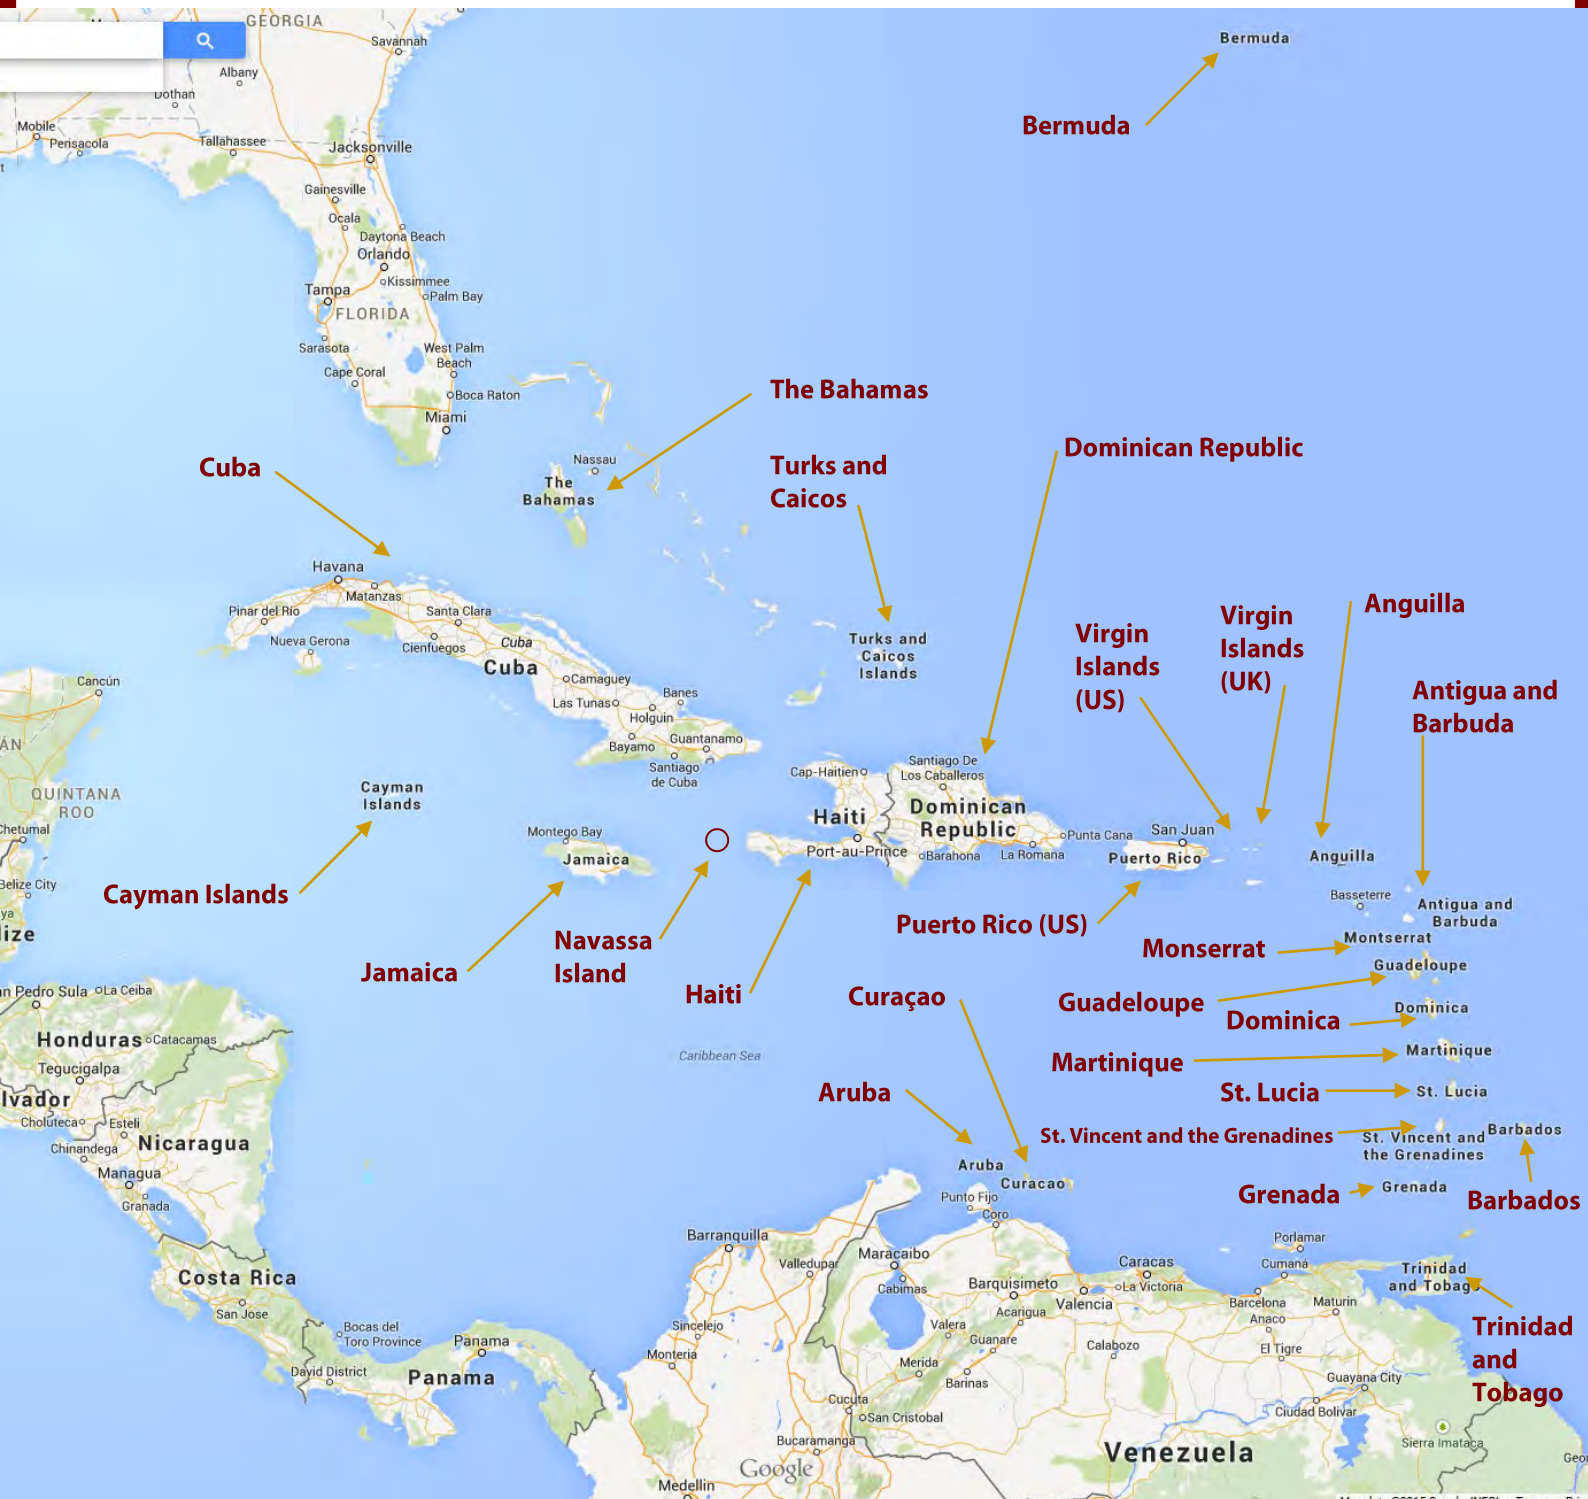 GEORGIA
Savannah
Albany
Dothan
Mobile
Pensacola
Tallahassee
Jacksonville
Gainesville
Ocala
Daytona Beach
Orlando
Kissimmee
Tampa
Palm Bay
FLORIDA
Sarasota
West Palm
Beach
Cape Coral
Boca Raton
Miami
Bermuda
Bermuda
The Bahamas
Nassau
The
Bahamas
Turks and
Caicos
Turks and
Caicos
Islands
Dominican Republic
Cuba
Havana
Matanzas
Pinar del Río
Santa Clara
Nueva Gerona
Cienfuegos
Cuba
Cuba
Camaguey
Las Tunas
Banes
Holguin
Bayamo
Guantanamo
Santiago
de Cuba
Cancún
QUINTANA
ROO
Chetumal
Belize City
Cayman
Islands
Cayman Islands
Montego Bay
Jamaica
Jamaica
Navassa
Island
Cap-Haitien
Haiti
Port-au-Prince
Haiti
Santiago De
Los Caballeros
Dominican
Republic
Barahona
La Romana
Punta Cana
San Juan
Puerto Rico
Puerto Rico (US)
Virgin
Islands
(US)
Virgin
Islands
(UK)
Anguilla
Anguilla
Antigua and
Barbuda
Basseterre
Antigua and
Barbuda
Monserrat
Montserrat
Guadeloupe
Guadeloupe
Dominica
Dominica
Martinique
Martinique
St. Lucia
St. Lucia
St. Vincent and the Grenadines
St. Vincent and
the Grenadines
Barbados
Barbados
Grenada
Grenada
Curaçao
Curacao
Aruba
Aruba
Caribbean Sea
San Pedro Sula
La Ceiba
Honduras
Catacamas
Tegucigalpa
Choluteca
Esteli
Chinandega
Nicaragua
Managua
Granada
Costa Rica
San Jose
Bocas del
Toro Province
David District
Panama
Panama
Punto Fijo
Coro
Barranquilla
Valledupar
Maracaibo
Cabimas
Barquisimeto
Acarigua
Valencia
Caracas
La Victoria
Porlamar
Cumaná
Barcelona
Anaco
Maturin
Trinidad
and Tobago
Trinidad
and
Tobago
Sincelejo
Monteria
Valera
Guanare
Calabozo
El Tigre
Merida
Barinas
Guayana City
Cucuta
San Cristobal
Ciudad Bolivar
Bucaramanga
Google
Medellin
Venezuela
Sierra Imataca